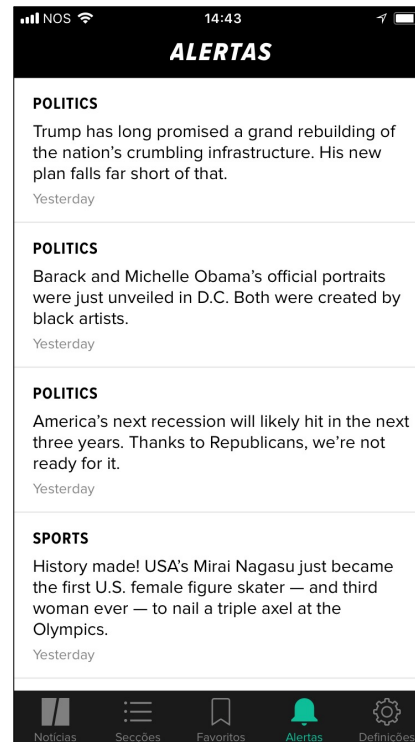 NOS 14:43
ALERTAS
POLITICS
Trump has long promised a grand rebuilding of
the nation’s crumbling infrastructure. His new
plan falls far short of that.
Yesterday
POLITICS
Barack and Michelle Obama’s official portraits
were just unveiled in D.C. Both were created by
black artists.
Yesterday
POLITICS
America’s next recession will likely hit in the next
three years. Thanks to Republicans, we’re not
ready for it.
Yesterday
SPORTS
History made! USA’s Mirai Nagasu just became
the first U.S. female figure skater — and third
woman ever — to nail a triple axel at the
Olympics.
Yesterday
Notícias Secções Favoritos Alertas Definições